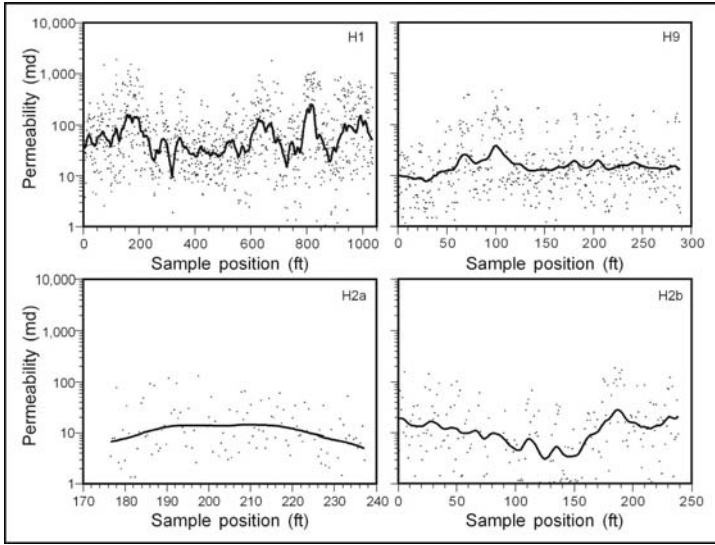 10,000
1,000
100
10
1
Permeability (md)
H1
0 200 400 600 800 1000
Sample position (ft)
H9
0 50 100 150 200 250 300
Sample position (ft)
10,000
1,000
100
10
1
Permeability (md)
H2a
170 180 190 200 210 220 230 240
Sample position (ft)
H2b
0 50 100 150 200 250
Sample position (ft)